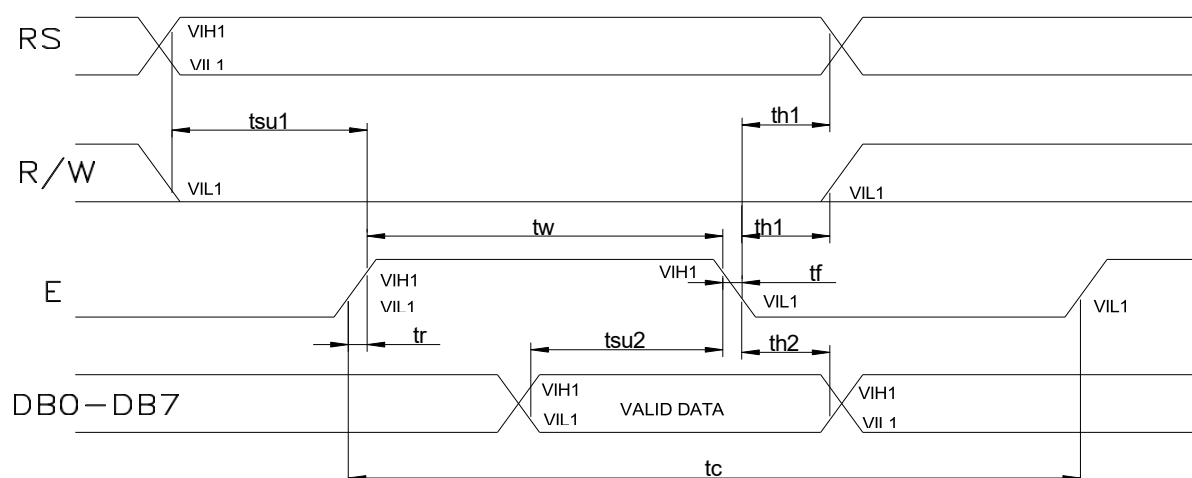 RS
VIH1
VIL1
tsu1
th1
R/W
VIL1
VIL1
tw
th1
E
VIH1
VIL1
VIH1
tf
VIL1
VIL1
tr
tsu2
th2
DB0-DB7
VIH1
VIL1
VALID DATA
VIH1
VIL1
tc